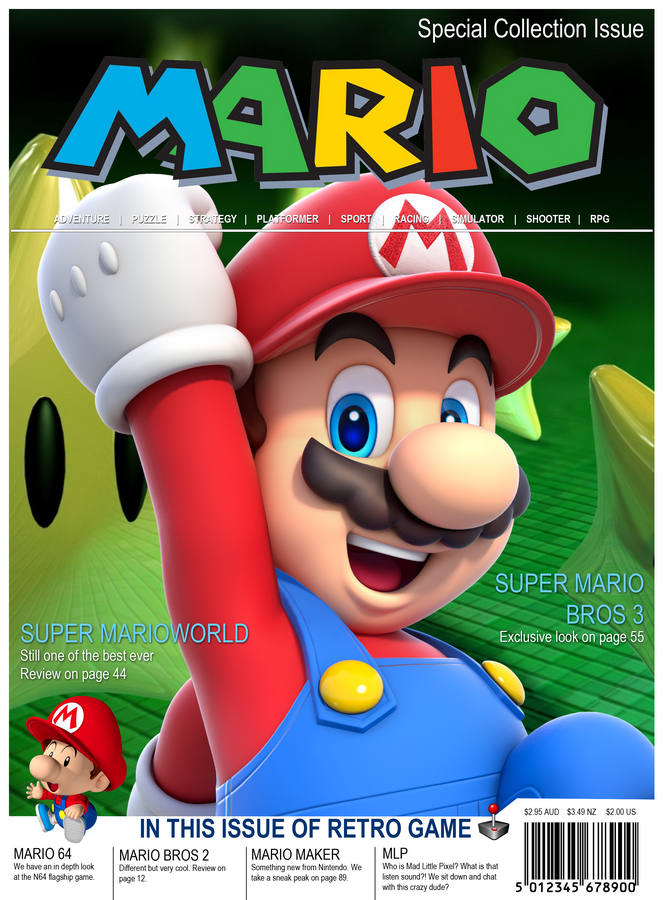 Special Collection Issue
MARIO
ADVENTURE | PUZZLE | STRATEGY | PLATFORMER | SPORT | RACING | SIMULATOR | SHOOTER | RPG
M
SUPER MARIO
BROS 3
Exclusive look on page 55
SUPER MARIOWORLD
Still one of the best ever
Review on page 44
M
IN THIS ISSUE OF RETRO GAME
$2.95 AUD $3.49 NZ $2.00 US
MARIO 64
We have an in depth look
at the N64 flagship game.
MARIO BROS 2
Different but very cool. Review on
page 12.
MARIO MAKER
Something new from Nintendo. We
take a sneak peak on page 89.
MLP
Who is Mad Little Pixel? What is that
listen sound?! We sit down and chat
with this crazy dude?
5 012345 678900